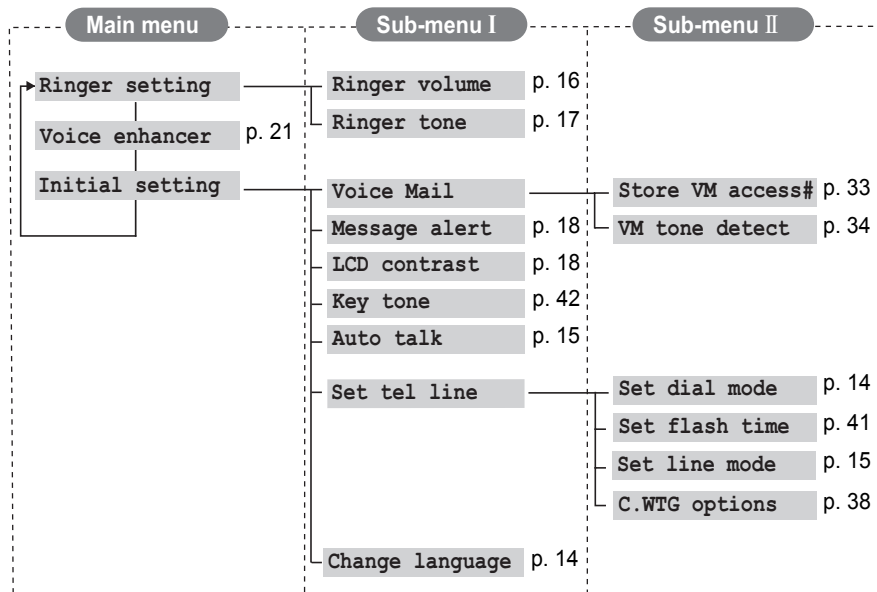 Main menu Sub-menu I Sub-menu II
Ringer setting Ringer volume p. 16
Ringer tone p. 17
Voice enhancer p. 21
Initial setting Voice Mail Store VM access# p. 33
Message alert p. 18 VM tone detect p. 34
LCD contrast p. 18
Key tone p. 42
Auto talk p. 15
Set tel line Set dial mode p. 14
Set flash time p. 41
Set line mode p. 15
C.WTG options p. 38
Change language p. 14